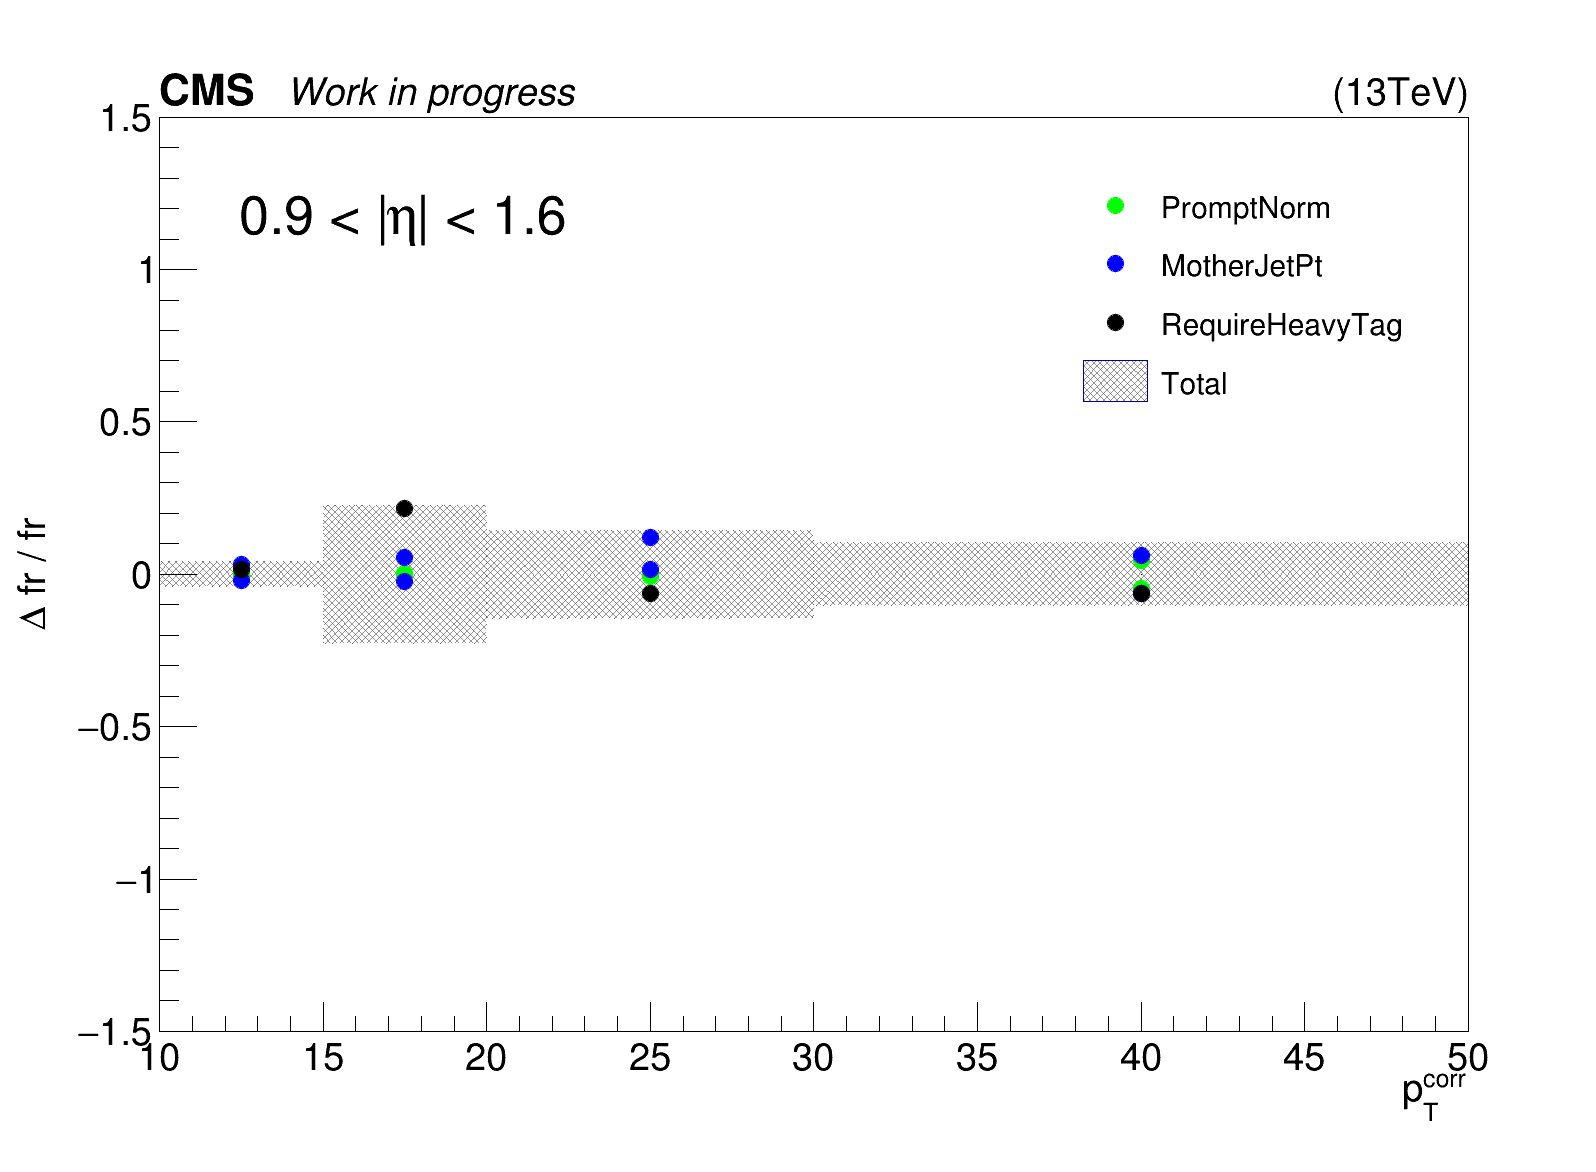 CMS Work in progress (13TeV)
0.9 < |η| < 1.6
PromptNorm
MotherJetPt
RequireHeavyTag
Total
Δ fr / fr
1.5
1
0.5
0
−0.5
−1
−1.5
10 15 20 25 30 35 40 45 50
p_T^corr